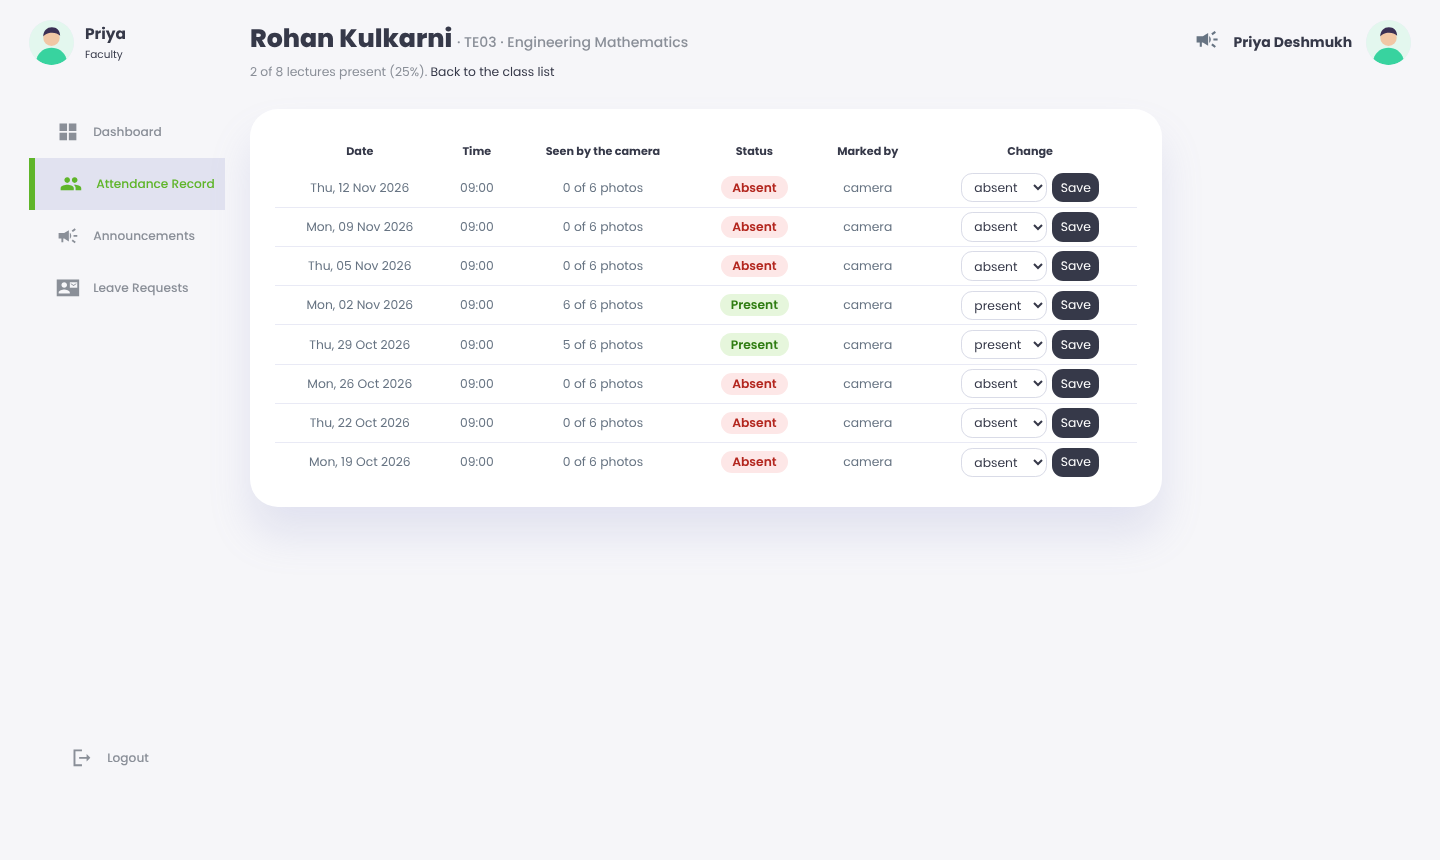 Priya
Faculty
Dashboard
Attendance Record
Announcements
Leave Requests
Logout
Rohan Kulkarni · TE03 · Engineering Mathematics
2 of 8 lectures present (25%). Back to the class list
Priya Deshmukh
Date Time Seen by the camera Status Marked by Change
Thu, 12 Nov 2026 09:00 0 of 6 photos Absent camera absent Save
Mon, 09 Nov 2026 09:00 0 of 6 photos Absent camera absent Save
Thu, 05 Nov 2026 09:00 0 of 6 photos Absent camera absent Save
Mon, 02 Nov 2026 09:00 6 of 6 photos Present camera present Save
Thu, 29 Oct 2026 09:00 5 of 6 photos Present camera present Save
Mon, 26 Oct 2026 09:00 0 of 6 photos Absent camera absent Save
Thu, 22 Oct 2026 09:00 0 of 6 photos Absent camera absent Save
Mon, 19 Oct 2026 09:00 0 of 6 photos Absent camera absent Save